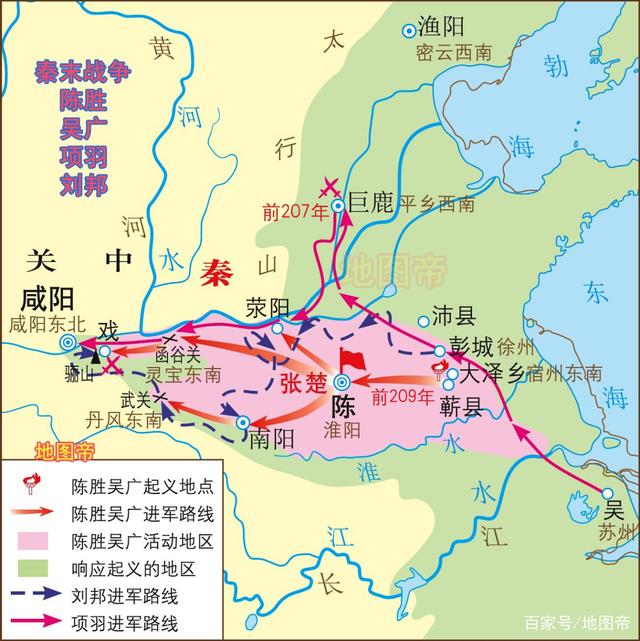 秦末战争
陈胜
吴广
项羽
刘邦
渔阳
密云西南
太
行
山
黄
河
河
水
勃
海
东
海
巨鹿
平乡西南
前207年
地图帝
关中
秦
咸阳
咸阳东北
戏
骊山
函谷关
灵宝东南
武关
丹风东南
荥阳
沛县
彭城
徐州
大泽乡
宿州东南
蕲县
张楚
陈
淮阳
前209年
南阳
淮
水
水
江
江
长
吴
苏州
地图帝
陈胜吴广起义地点
陈胜吴广进军路线
陈胜吴广活动地区
响应起义的地区
刘邦进军路线
项羽进军路线
百家号/地图帝